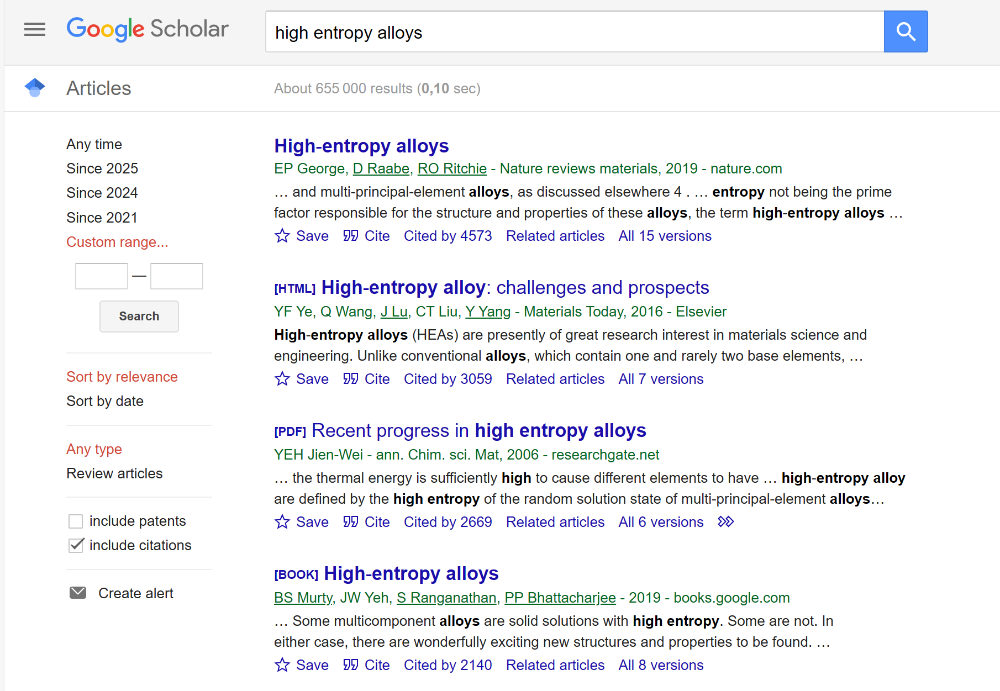 Google Scholar
high entropy alloys
Articles
About 655 000 results (0,10 sec)
Any time
Since 2025
Since 2024
Since 2021
Custom range...
—
Search
Sort by relevance
Sort by date
Any type
Review articles
include patents
include citations
Create alert
High-entropy alloys
EP George, D Raabe, RO Ritchie - Nature reviews materials, 2019 - nature.com
… and multi-principal-element alloys, as discussed elsewhere 4 . … entropy not being the prime
factor responsible for the structure and properties of these alloys, the term high-entropy alloys …
Save Cite Cited by 4573 Related articles All 15 versions
[HTML] High-entropy alloy: challenges and prospects
YF Ye, Q Wang, J Lu, CT Liu, Y Yang - Materials Today, 2016 - Elsevier
High-entropy alloys (HEAs) are presently of great research interest in materials science and
engineering. Unlike conventional alloys, which contain one and rarely two base elements, …
Save Cite Cited by 3059 Related articles All 7 versions
[PDF] Recent progress in high entropy alloys
YEH Jien-Wei - ann. Chim. sci. Mat, 2006 - researchgate.net
… the thermal energy is sufficiently high to cause different elements to have … high-entropy alloy
are defined by the high entropy of the random solution state of multi-principal-element alloys…
Save Cite Cited by 2669 Related articles All 6 versions
[BOOK] High-entropy alloys
BS Murty, JW Yeh, S Ranganathan, PP Bhattacharjee - 2019 - books.google.com
… Some multicomponent alloys are solid solutions with high entropy. Some are not. In
either case, there are wonderfully exciting new structures and properties to be found. …
Save Cite Cited by 2140 Related articles All 8 versions